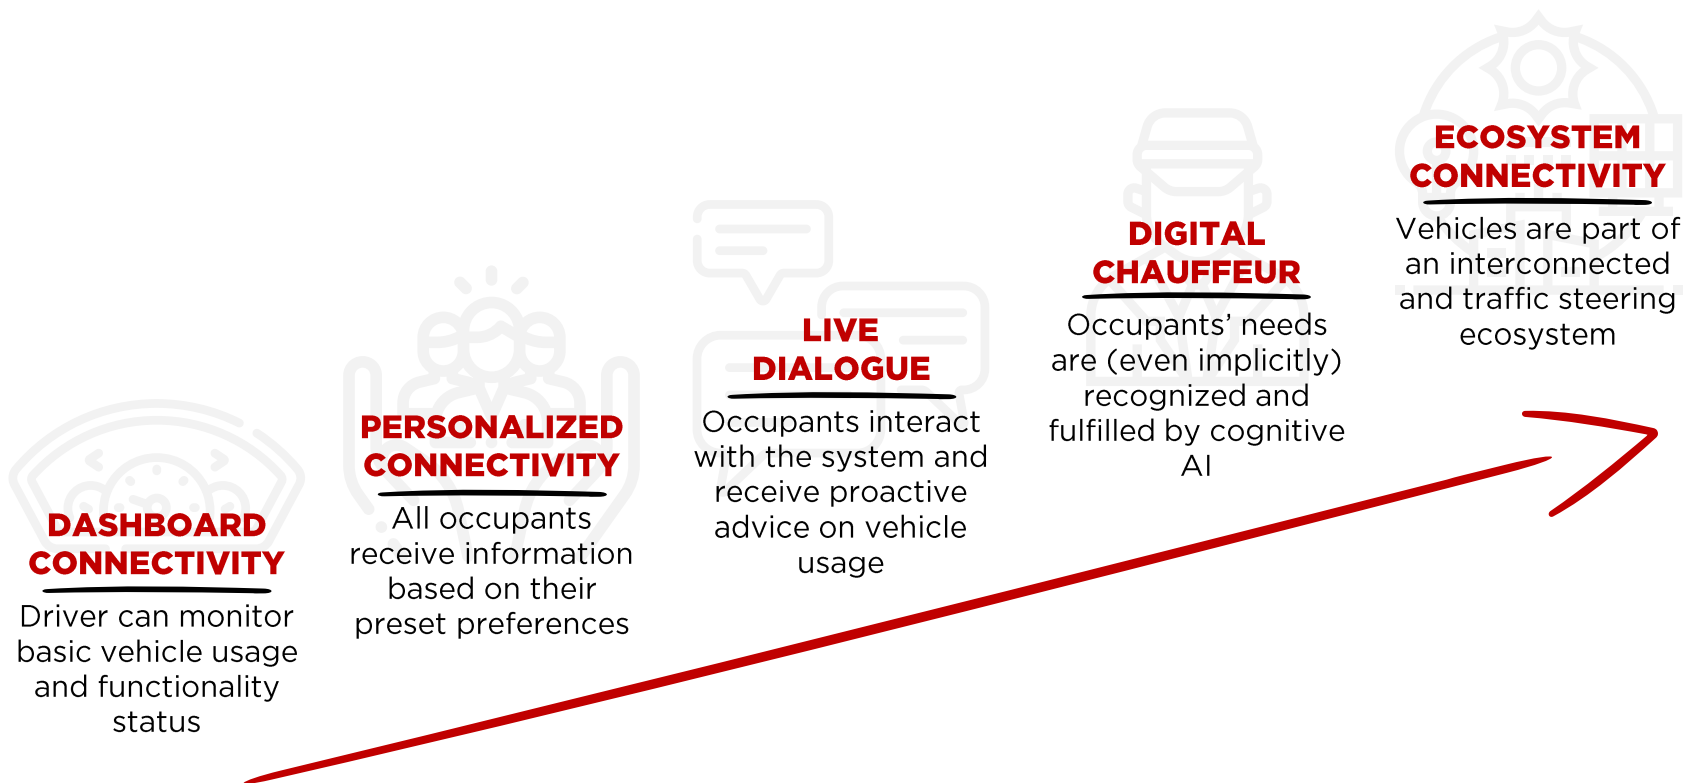 DASHBOARD
CONNECTIVITY
Driver can monitor
basic vehicle usage
and functionality
status
PERSONALIZED
CONNECTIVITY
All occupants
receive information
based on their
preset preferences
LIVE
DIALOGUE
Occupants interact
with the system and
receive proactive
advice on vehicle
usage
DIGITAL
CHAUFFEUR
Occupants’ needs
are (even implicitly)
recognized and
fulfilled by cognitive
AI
ECOSYSTEM
CONNECTIVITY
Vehicles are part of
an interconnected
and traffic steering
ecosystem